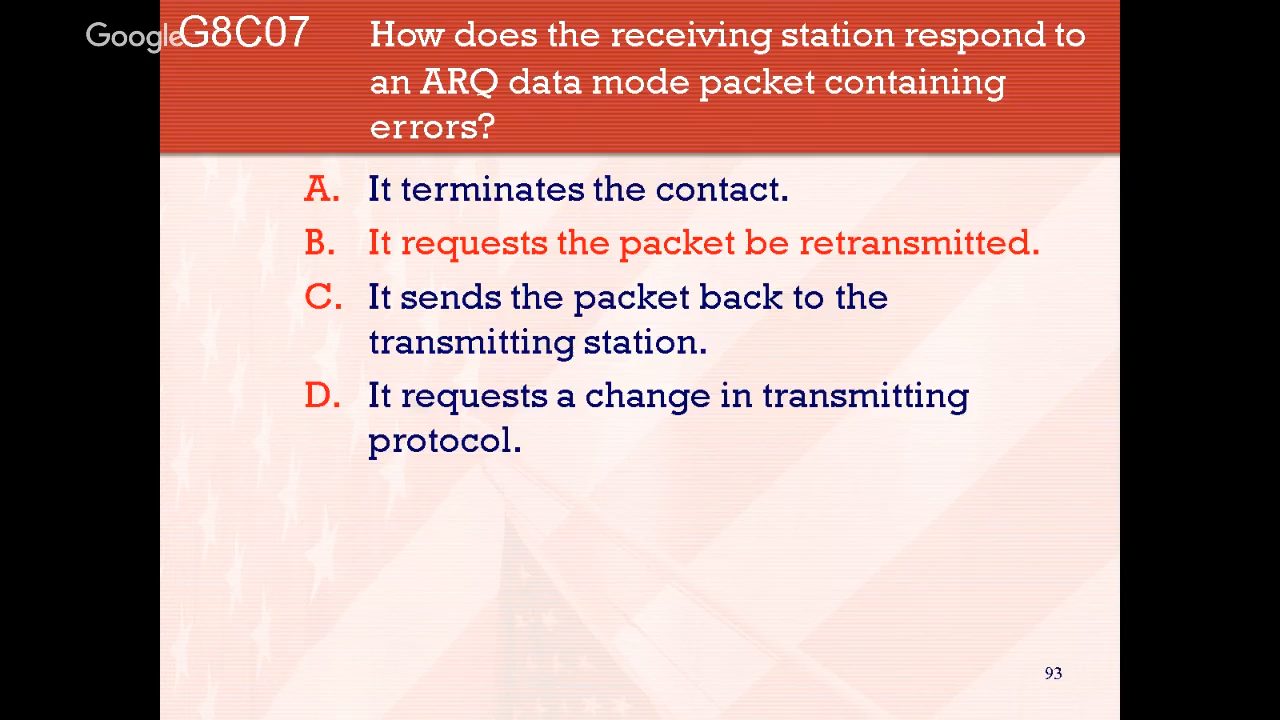 Google
G8C07
How does the receiving station respond to
an ARQ data mode packet containing
errors?
A. It terminates the contact.
B. It requests the packet be retransmitted.
C. It sends the packet back to the
transmitting station.
D. It requests a change in transmitting
protocol.
93